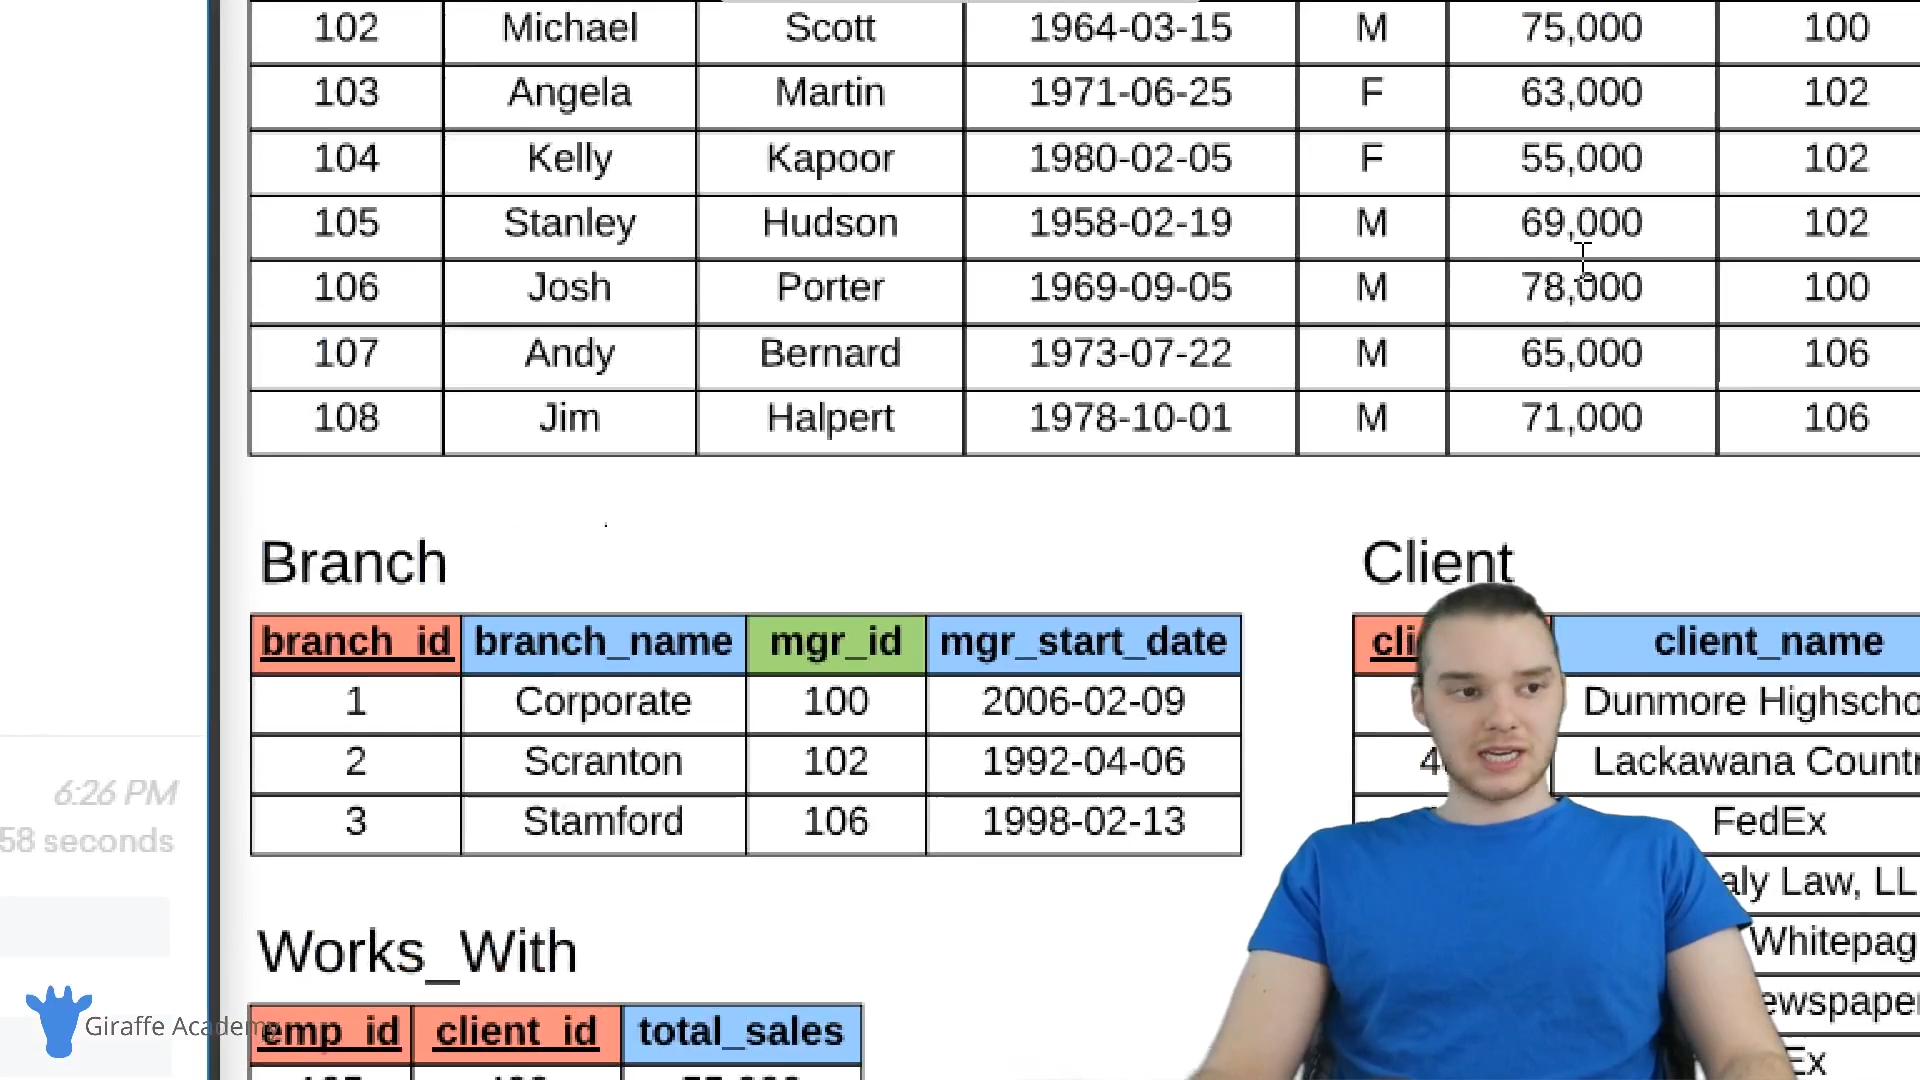 102 Michael Scott 1964-03-15 M 75,000 100
103 Angela Martin 1971-06-25 F 63,000 102
104 Kelly Kapoor 1980-02-05 F 55,000 102
105 Stanley Hudson 1958-02-19 M 69,000 102
106 Josh Porter 1969-09-05 M 78,000 100
107 Andy Bernard 1973-07-22 M 65,000 106
108 Jim Halpert 1978-10-01 M 71,000 106
Branch
branch_id branch_name mgr_id mgr_start_date
1 Corporate 100 2006-02-09
2 Scranton 102 1992-04-06
3 Stamford 106 1998-02-13
Client
client_name
Dunmore
Lackawana
FedEx
Law,
Works_With
emp_id client_id total_sales
6:26 PM
58 seconds
Giraffe Academy